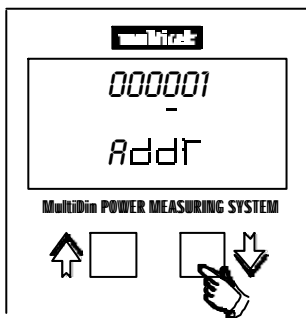 multitek
000001
Addr
MultiDin POWER MEASURING SYSTEM